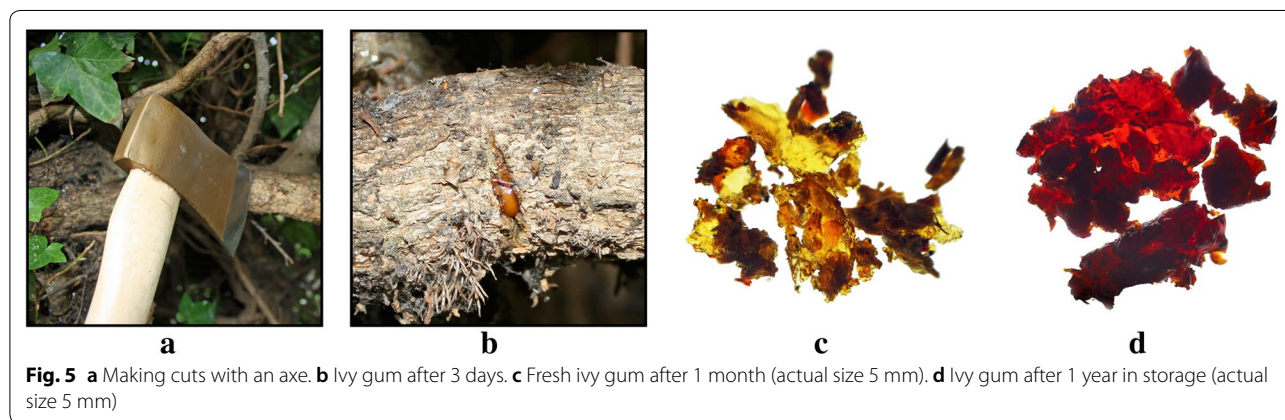 a
b
c
d
Fig. 5 a Making cuts with an axe. b Ivy gum after 3 days. c Fresh ivy gum after 1 month (actual size 5 mm). d Ivy gum after 1 year in storage (actual
size 5 mm)